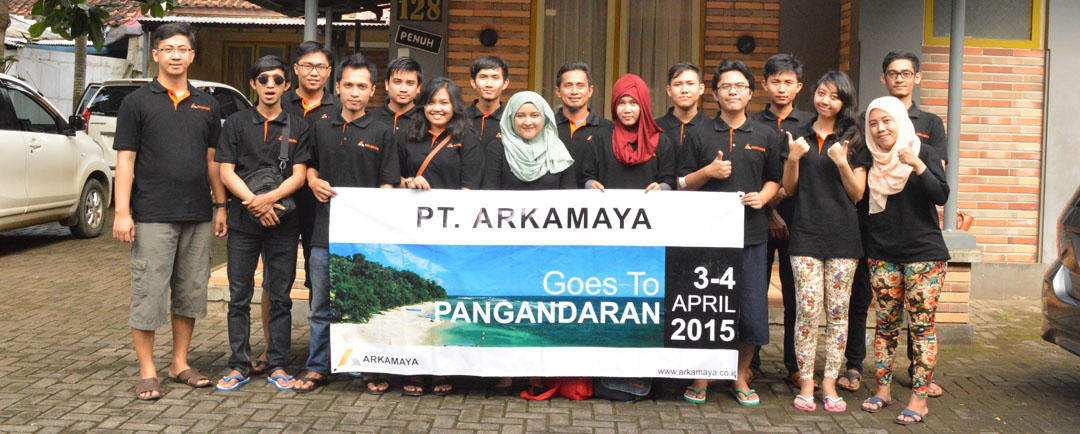 128
PENUH
PT. ARKAMAYA
Goes To
PANGANDARAN
3-4
APRIL
2015
ARKAMAYA
www.arkamaya.co.id